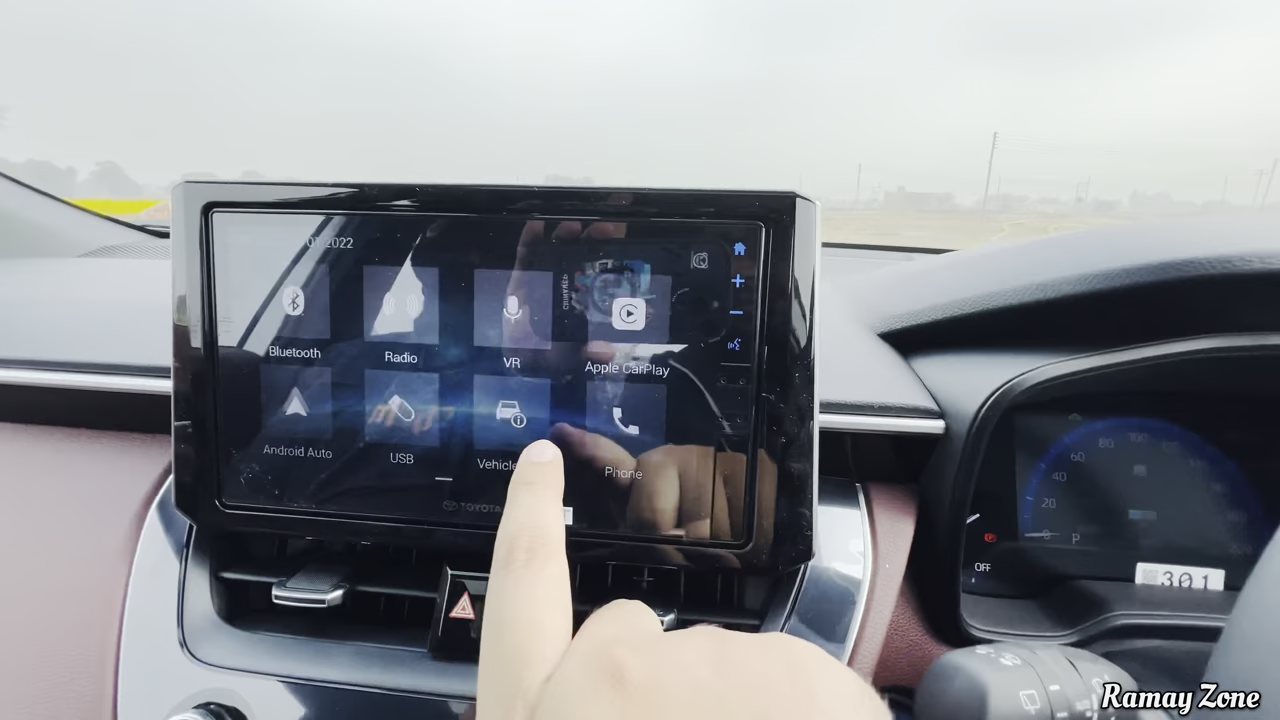 01 2022
Bluetooth
Radio
VR
Apple CarPlay
Android Auto
USB
Vehicle
Phone
TOYOTA
0
20
40
60
80
100
P
OFF
301
Ramay Zone